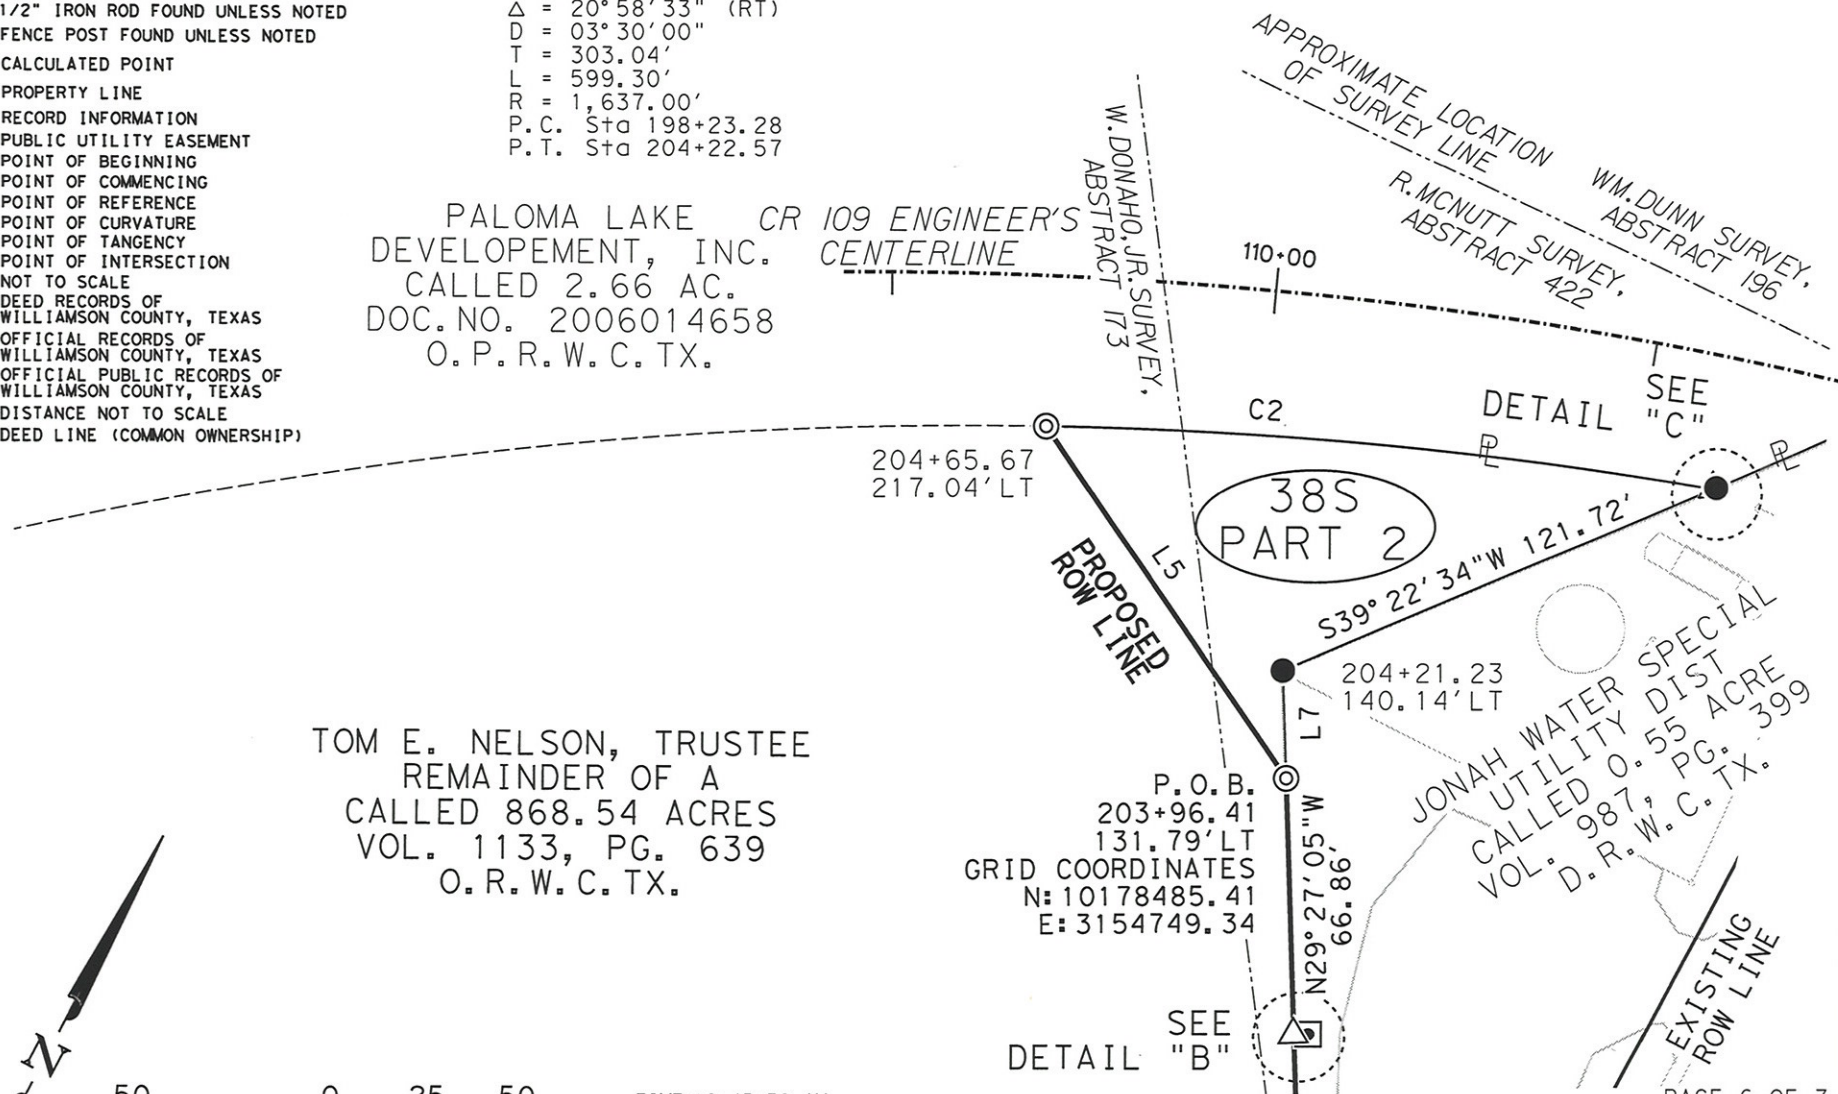 1/2" IRON ROD FOUND UNLESS NOTED
FENCE POST FOUND UNLESS NOTED
CALCULATED POINT
PROPERTY LINE
RECORD INFORMATION
PUBLIC UTILITY EASEMENT
POINT OF BEGINNING
POINT OF COMMENCING
POINT OF REFERENCE
POINT OF CURVATURE
POINT OF TANGENCY
POINT OF INTERSECTION
NOT TO SCALE
DEED RECORDS OF
WILLIAMSON COUNTY, TEXAS
OFFICIAL RECORDS OF
WILLIAMSON COUNTY, TEXAS
OFFICIAL PUBLIC RECORDS OF
WILLIAMSON COUNTY, TEXAS
DISTANCE NOT TO SCALE
DEED LINE (COMMON OWNERSHIP)
Δ = 20°58'33" (RT)
D = 03°30'00"
T = 303.04'
L = 599.30'
R = 1,637.00'
P.C. Sta 198+23.28
P.T. Sta 204+22.57
PALOMA LAKE
DEVELOPEMENT, INC.
CALLED 2.66 AC.
DOC.NO. 2006014658
O.P.R.W.C.TX.
CR 109 ENGINEER'S
CENTERLINE
W.DONAHO,JR.SURVEY,
ABSTRACT 173
110+00
APPROXIMATE LOCATION
OF SURVEY LINE
WM.DUNN SURVEY,
ABSTRACT 196
R.MCNUTT SURVEY,
ABSTRACT 422
SEE
DETAIL "C"
C2
PL
PL
204+65.67
217.04'LT
38S
PART 2
L5
PROPOSED
ROW LINE
S39°22'34"W 121.72'
204+21.23
140.14'LT
L7
JONAH WATER SPECIAL
UTILITY DIST
CALLED 0.55 ACRE
VOL. 987, PG. 399
D.R.W.C.TX.
TOM E. NELSON, TRUSTEE
REMAINDER OF A
CALLED 868.54 ACRES
VOL. 1133, PG. 639
O.R.W.C.TX.
P.O.B.
203+96.41
131.79'LT
GRID COORDINATES
N:10178485.41
E:3154749.34
N29°27'05"W
66.86'
SEE
DETAIL "B"
EXISTING
ROW LINE
N
50 0 25 50
PAGE 6 OF 7